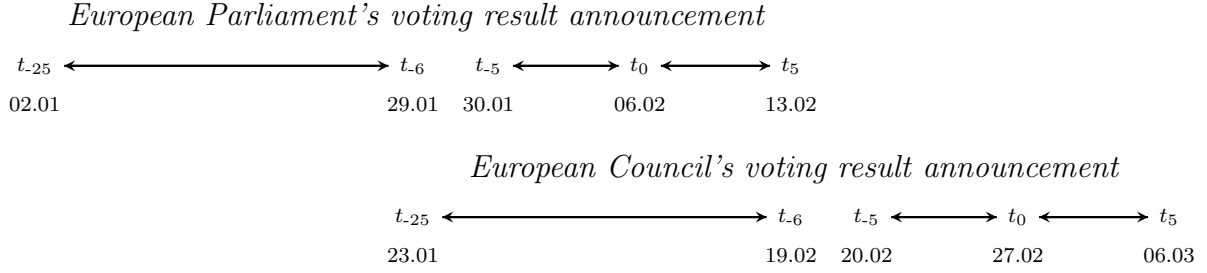 European Parliament's voting result announcement
t-25 t-6 t-5 t0 t5
02.01 29.01 30.01 06.02 13.02
European Council's voting result announcement
t-25 t-6 t-5 t0 t5
23.01 19.02 20.02 27.02 06.03